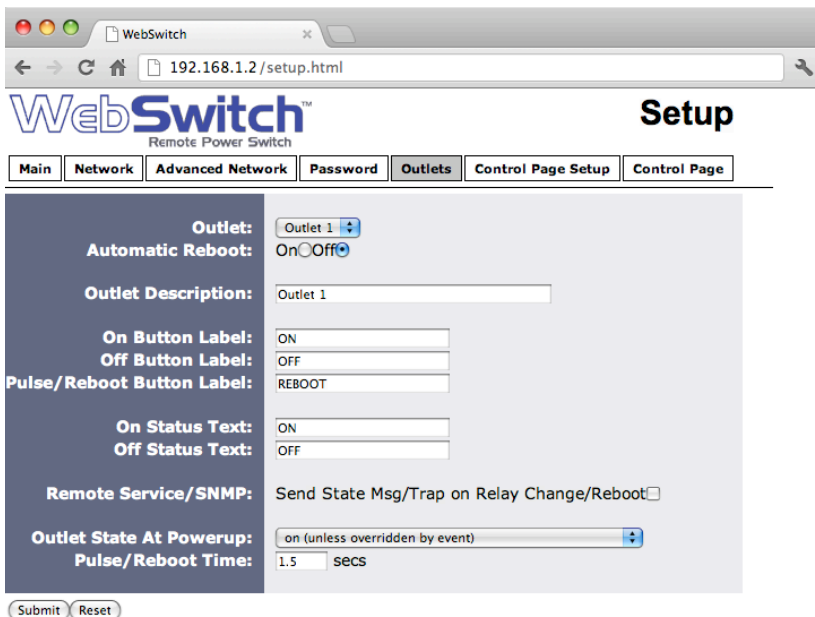 WebSwitch
192.168.1.2/setup.html
WebSwitch™
Remote Power Switch
Setup
Main Network Advanced Network Password Outlets Control Page Setup Control Page
Outlet: Outlet 1
Automatic Reboot: On Off
Outlet Description: Outlet 1
On Button Label: ON
Off Button Label: OFF
Pulse/Reboot Button Label: REBOOT
On Status Text: ON
Off Status Text: OFF
Remote Service/SNMP: Send State Msg/Trap on Relay Change/Reboot
Outlet State At Powerup: on (unless overridden by event)
Pulse/Reboot Time: 1.5 secs
Submit Reset